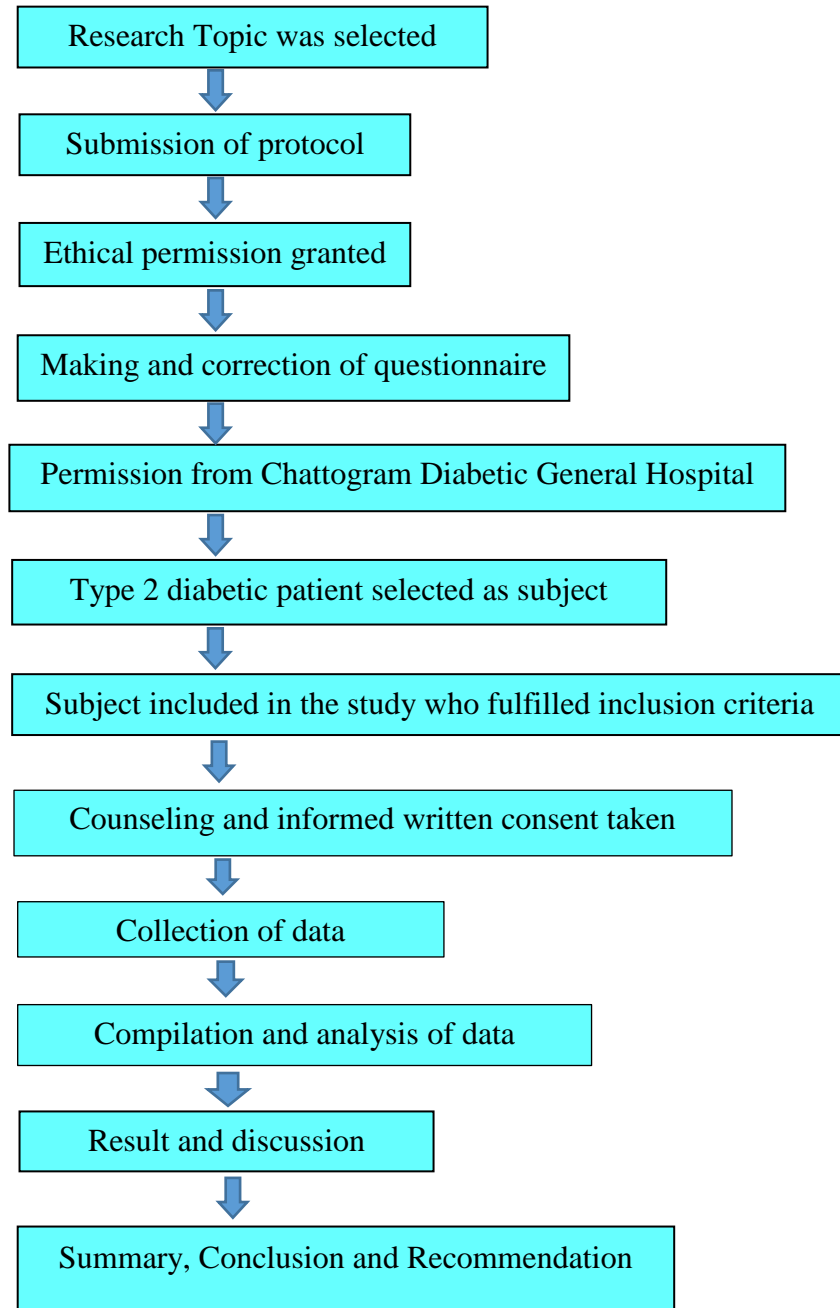 Research Topic was selected
Submission of protocol
Ethical permission granted
Making and correction of questionnaire
Permission from Chattogram Diabetic General Hospital
Type 2 diabetic patient selected as subject
Subject included in the study who fulfilled inclusion criteria
Counseling and informed written consent taken
Collection of data
Compilation and analysis of data
Result and discussion
Summary, Conclusion and Recommendation